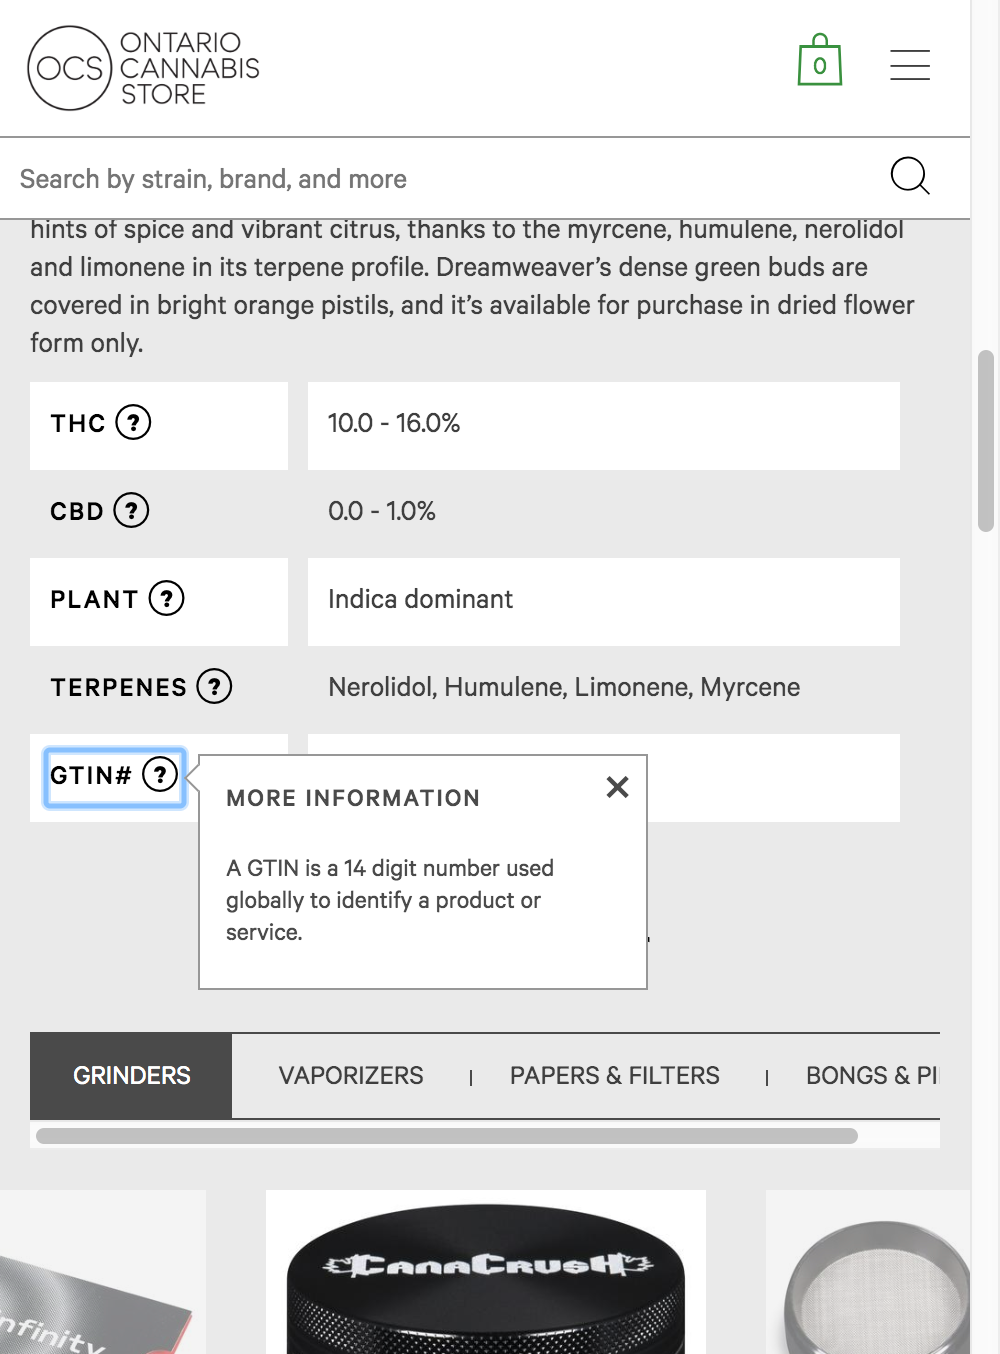 OCS
ONTARIO
CANNABIS
STORE
0
Search by strain, brand, and more
hints of spice and vibrant citrus, thanks to the myrcene, humulene, nerolidol
and limonene in its terpene profile. Dreamweaver’s dense green buds are
covered in bright orange pistils, and it’s available for purchase in dried flower
form only.
THC ? 10.0 - 16.0%
CBD ? 0.0 - 1.0%
PLANT ? Indica dominant
TERPENES ? Nerolidol, Humulene, Limonene, Myrcene
GTIN# ?
MORE INFORMATION
A GTIN is a 14 digit number used
globally to identify a product or
service.
GRINDERS VAPORIZERS | PAPERS & FILTERS | BONGS & PI
CANACRUSH
nfinity